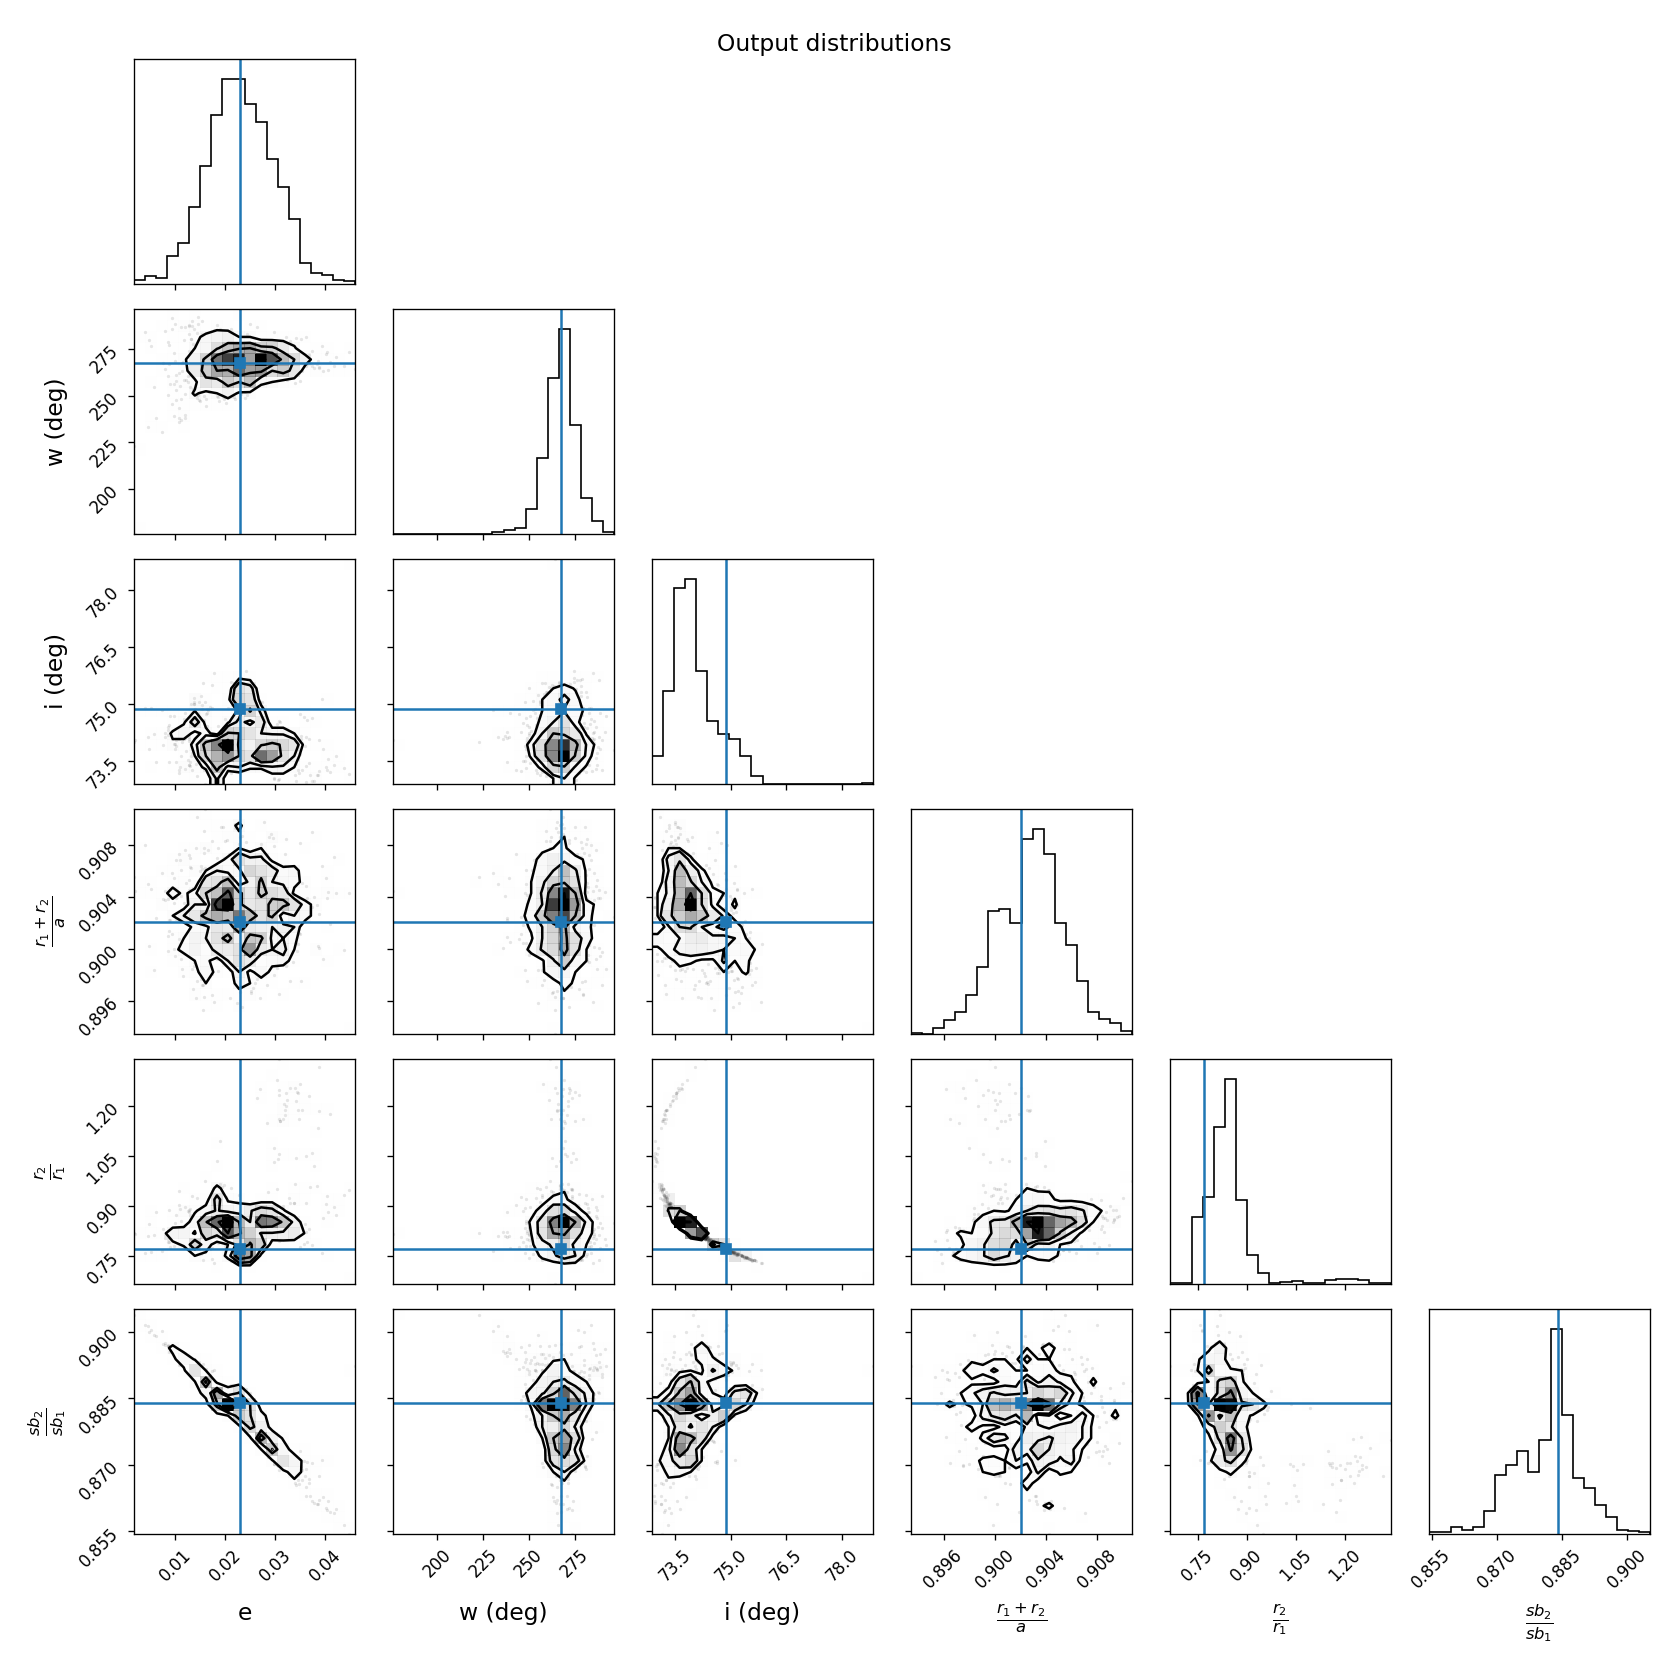 Output distributions
w (deg)
275
250
225
200
i (deg)
78.0
76.5
75.0
73.5
r₁ + r₂
a
0.908
0.904
0.900
0.896
r₂
r₁
1.20
1.05
0.90
0.75
sb₂
sb₁
0.900
0.885
0.870
0.855
0.01 0.02 0.03 0.04 200 225 250 275 73.5 75.0 76.5 78.0 0.896 0.900 0.904 0.908 0.75 0.90 1.05 1.20 0.855 0.870 0.885 0.900
e w (deg) i (deg)
r₁ + r₂
a
r₂
r₁
sb₂
sb₁